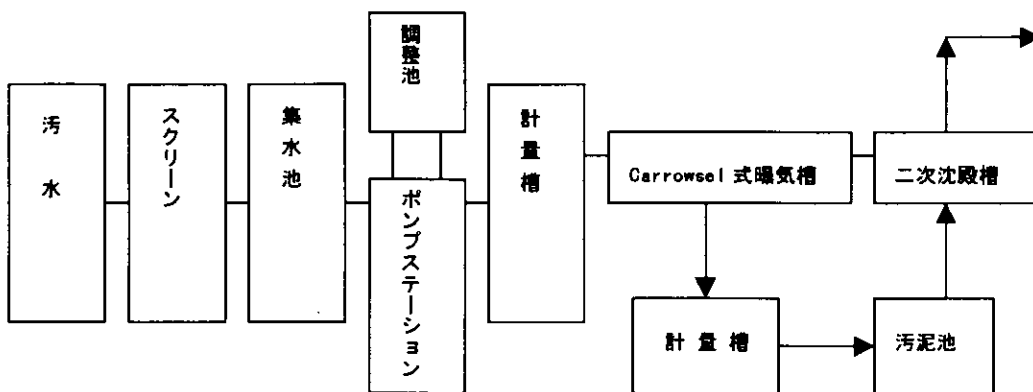 汚水
スクリーン
集水池
調整池
ポンプステーション
計量槽
Carrowsel 式曝気槽
二次沈殿槽
計量槽
汚泥池